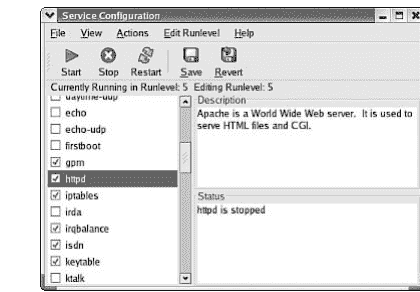 Service Configuration
File View Actions Edit Runlevel Help
Start Stop Restart Save Revert
Currently Running in Runlevel: 5 Editing Runlevel: 5
daytime-udp
echo
echo-udp
firstboot
gpm
httpd
iptables
irda
irqbalance
isdn
keytable
ktalk
Description
Apache is a World Wide Web server. It is used to
serve HTML files and CGI.
Status
httpd is stopped